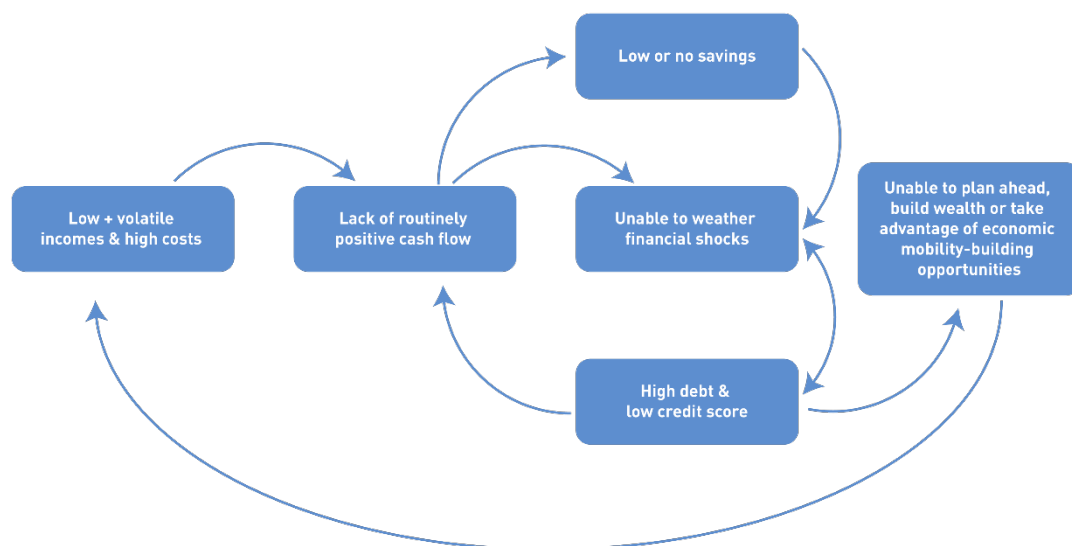 Low or no savings
Low + volatile
incomes & high costs
Lack of routinely
positive cash flow
Unable to weather
financial shocks
Unable to plan ahead,
build wealth or take
advantage of economic
mobility-building
opportunities
High debt &
low credit score